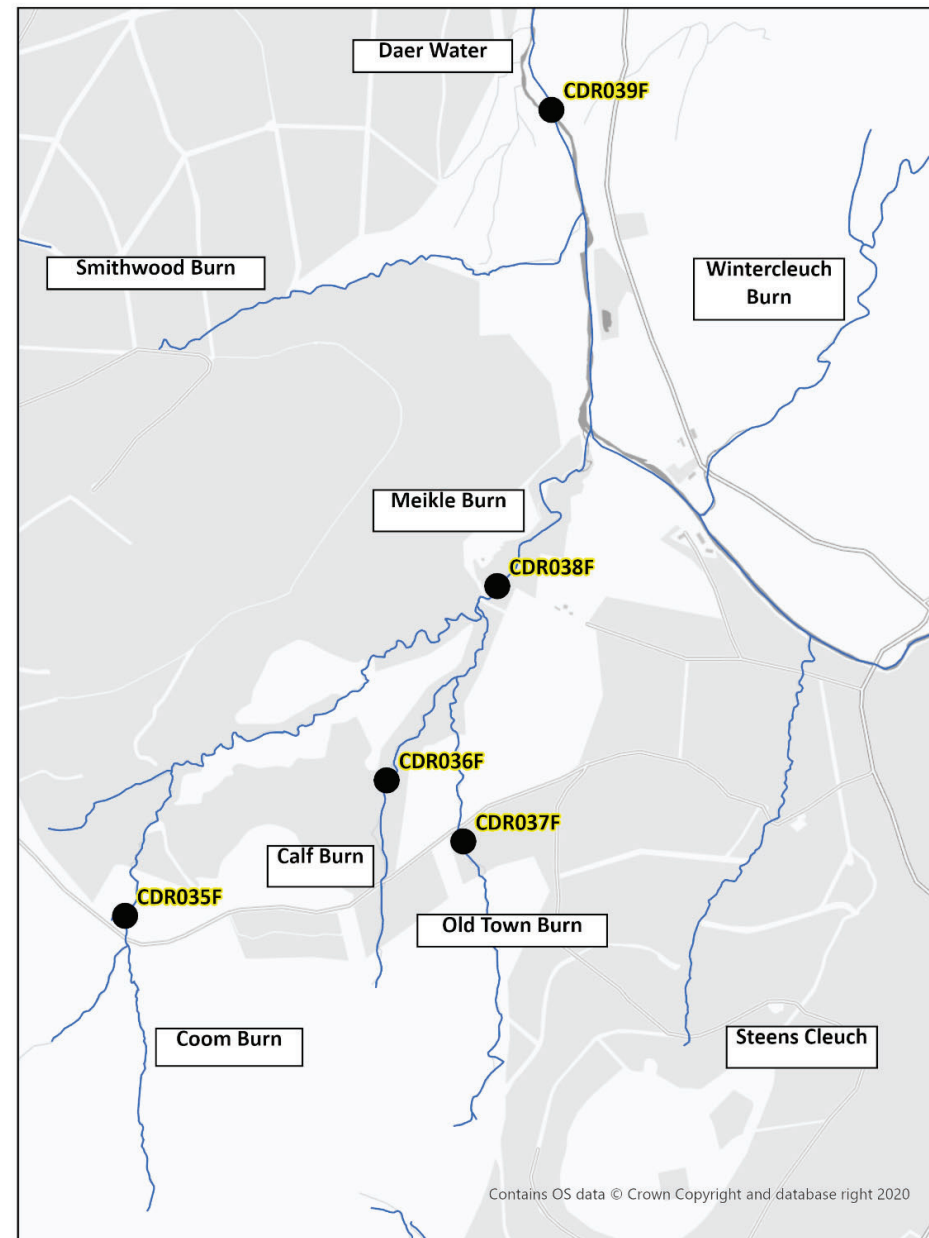 Daer Water
CDR039F
Smithwood Burn
Wintercleuch
Burn
Meikle Burn
CDR038F
CDR036F
CDR037F
Calf Burn
CDR035F
Old Town Burn
Coom Burn
Steens Cleuch
Contains OS data © Crown Copyright and database right 2020